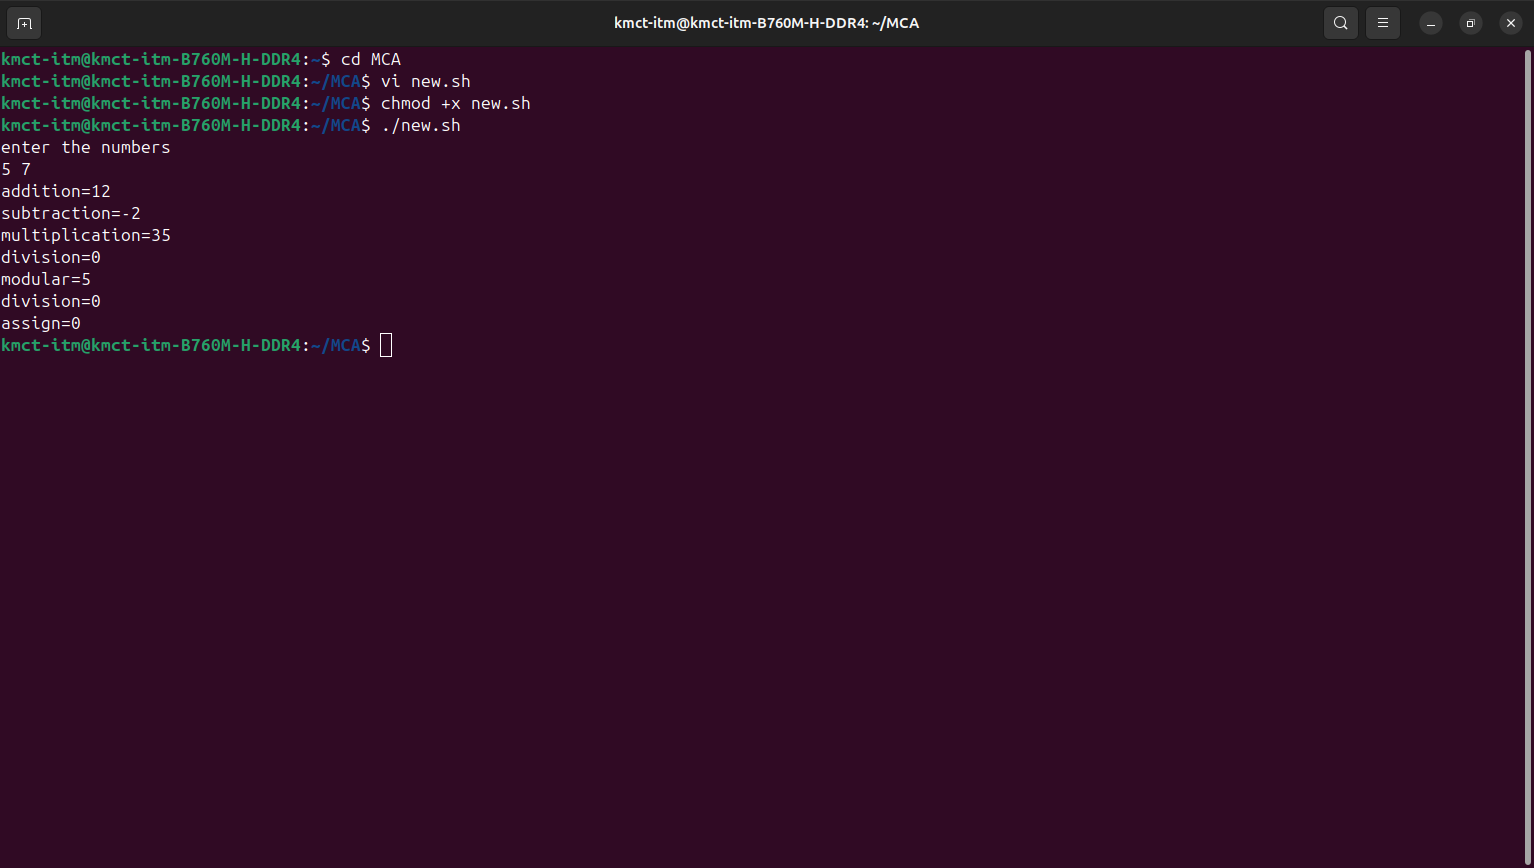 kmct-itm@kmct-itm-B760M-H-DDR4: ~/MCA
kmct-itm@kmct-itm-B760M-H-DDR4:~$ cd MCA
kmct-itm@kmct-itm-B760M-H-DDR4:~/MCA$ vi new.sh
kmct-itm@kmct-itm-B760M-H-DDR4:~/MCA$ chmod +x new.sh
kmct-itm@kmct-itm-B760M-H-DDR4:~/MCA$ ./new.sh
enter the numbers
5 7
addition=12
subtraction=-2
multiplication=35
division=0
modular=5
division=0
assign=0
kmct-itm@kmct-itm-B760M-H-DDR4:~/MCA$